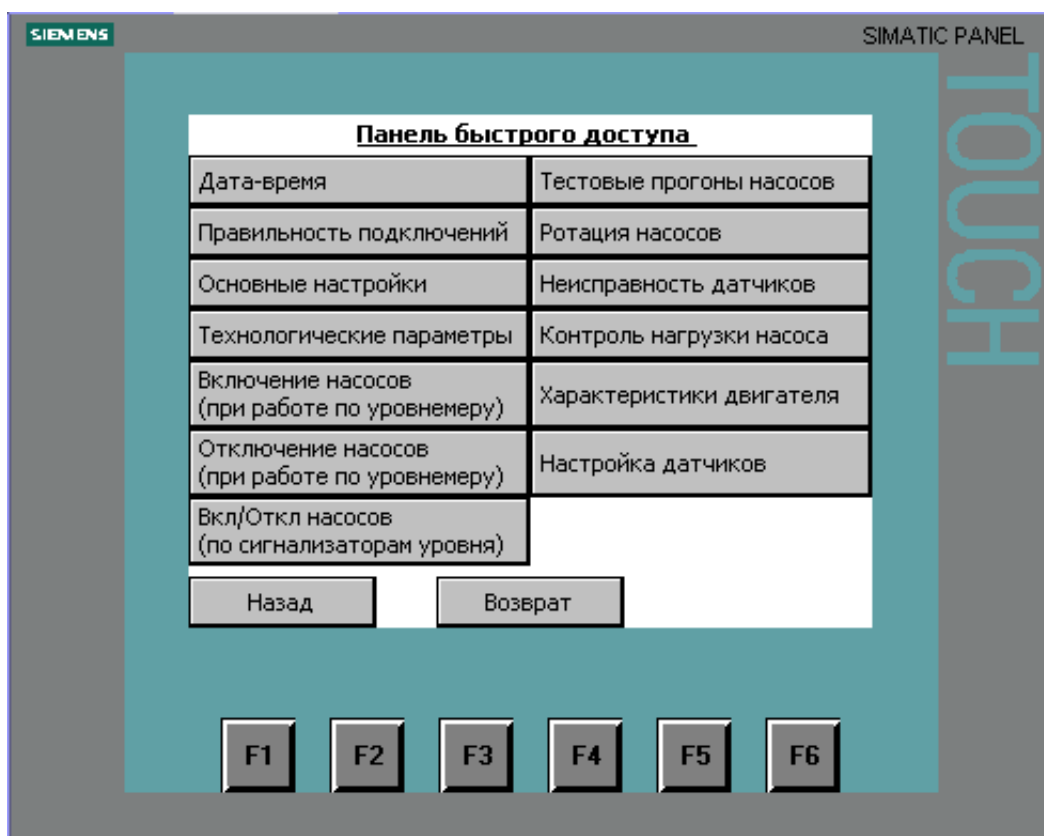 SIEMENS
SIMATIC PANEL
TOUCH
Панель быстрого доступа
Дата-время
Тестовые прогоны насосов
Правильность подключений
Ротация насосов
Основные настройки
Неисправность датчиков
Технологические параметры
Контроль нагрузки насоса
Включение насосов
(при работе по уровнемеру)
Характеристики двигателя
Отключение насосов
(при работе по уровнемеру)
Настройка датчиков
Вкл/Откл насосов
(по сигнализаторам уровня)
Назад
Возврат
F1 F2 F3 F4 F5 F6